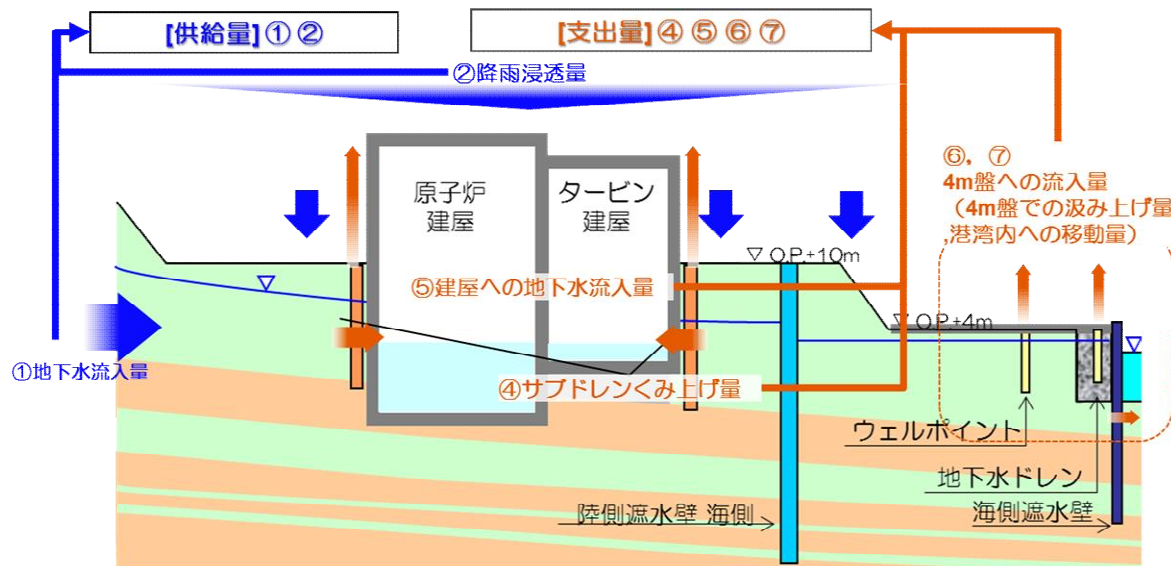 [供給量]① ②
[支出量]④ ⑤ ⑥ ⑦
②降雨浸透量
原子炉
建屋
タービン
建屋
⑥, ⑦
4m盤への流入量
(4m盤での汲み上げ量
,港湾内への移動量)
▽ O.P.+10m
⑤建屋への地下水流入量
▽ O.P.+4m
①地下水流入量
④サブドレンくみ上げ量
ウェルポイント
地下水ドレン
陸側遮水壁 海側
海側遮水壁